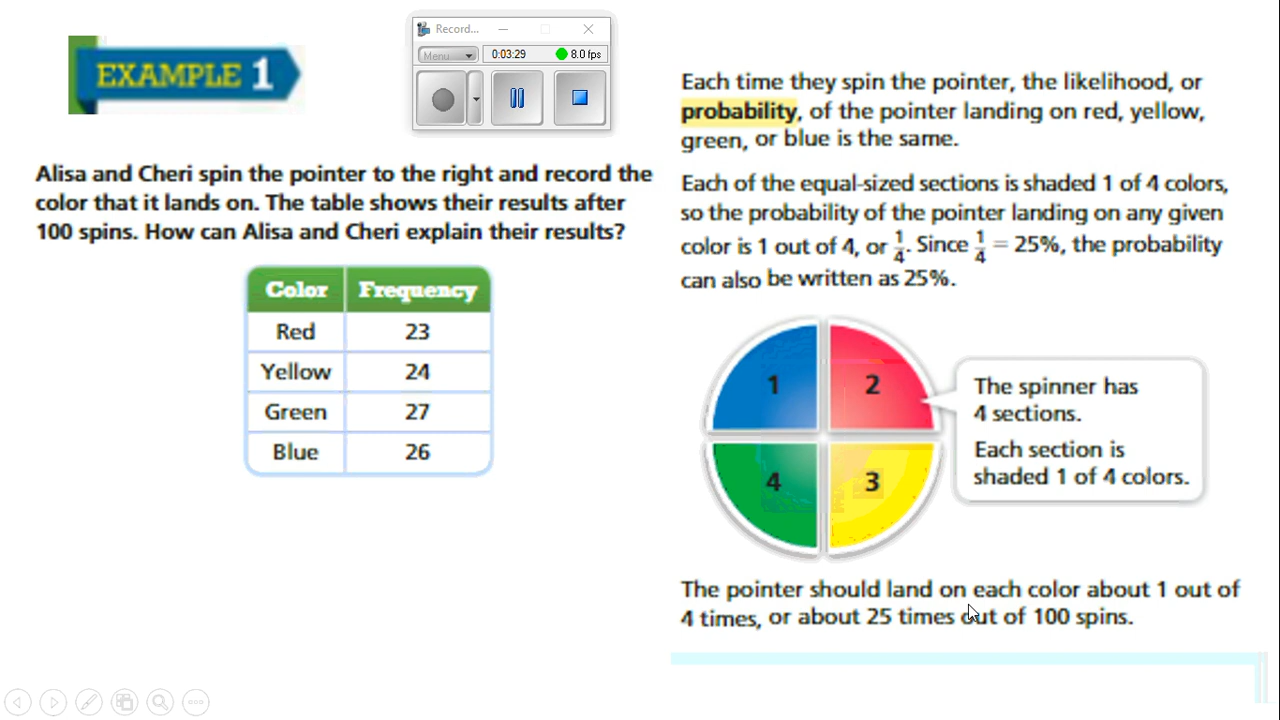 EXAMPLE 1
Record...
Menu
0:03:29
8.0 fps
Alisa and Cheri spin the pointer to the right and record the
color that it lands on. The table shows their results after
100 spins. How can Alisa and Cheri explain their results?
Color Frequency
Red 23
Yellow 24
Green 27
Blue 26
Each time they spin the pointer, the likelihood, or
probability, of the pointer landing on red, yellow,
green, or blue is the same.
Each of the equal-sized sections is shaded 1 of 4 colors,
so the probability of the pointer landing on any given
color is 1 out of 4, or 1/4. Since 1/4 = 25%, the probability
can also be written as 25%.
1 2
4 3
The spinner has
4 sections.
Each section is
shaded 1 of 4 colors.
The pointer should land on each color about 1 out of
4 times, or about 25 times out of 100 spins.